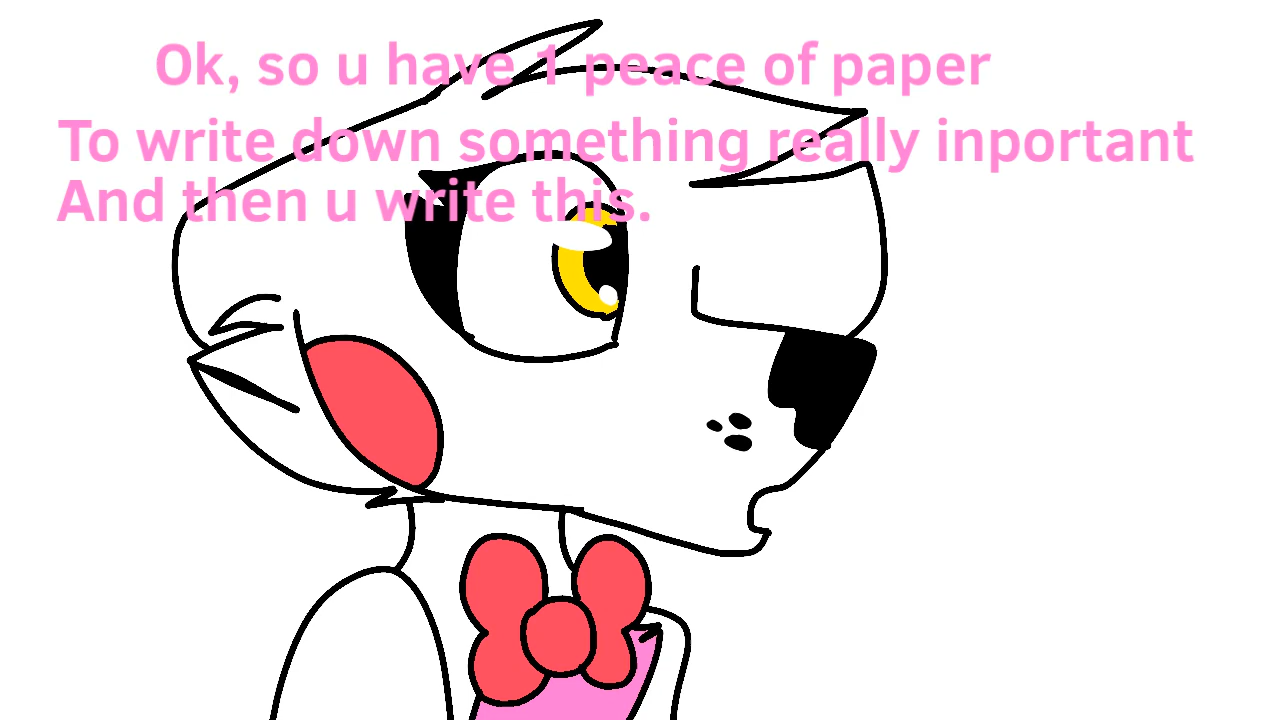 Ok, so u have 1 peace of paper
To write down something really inportant
And then u write this.